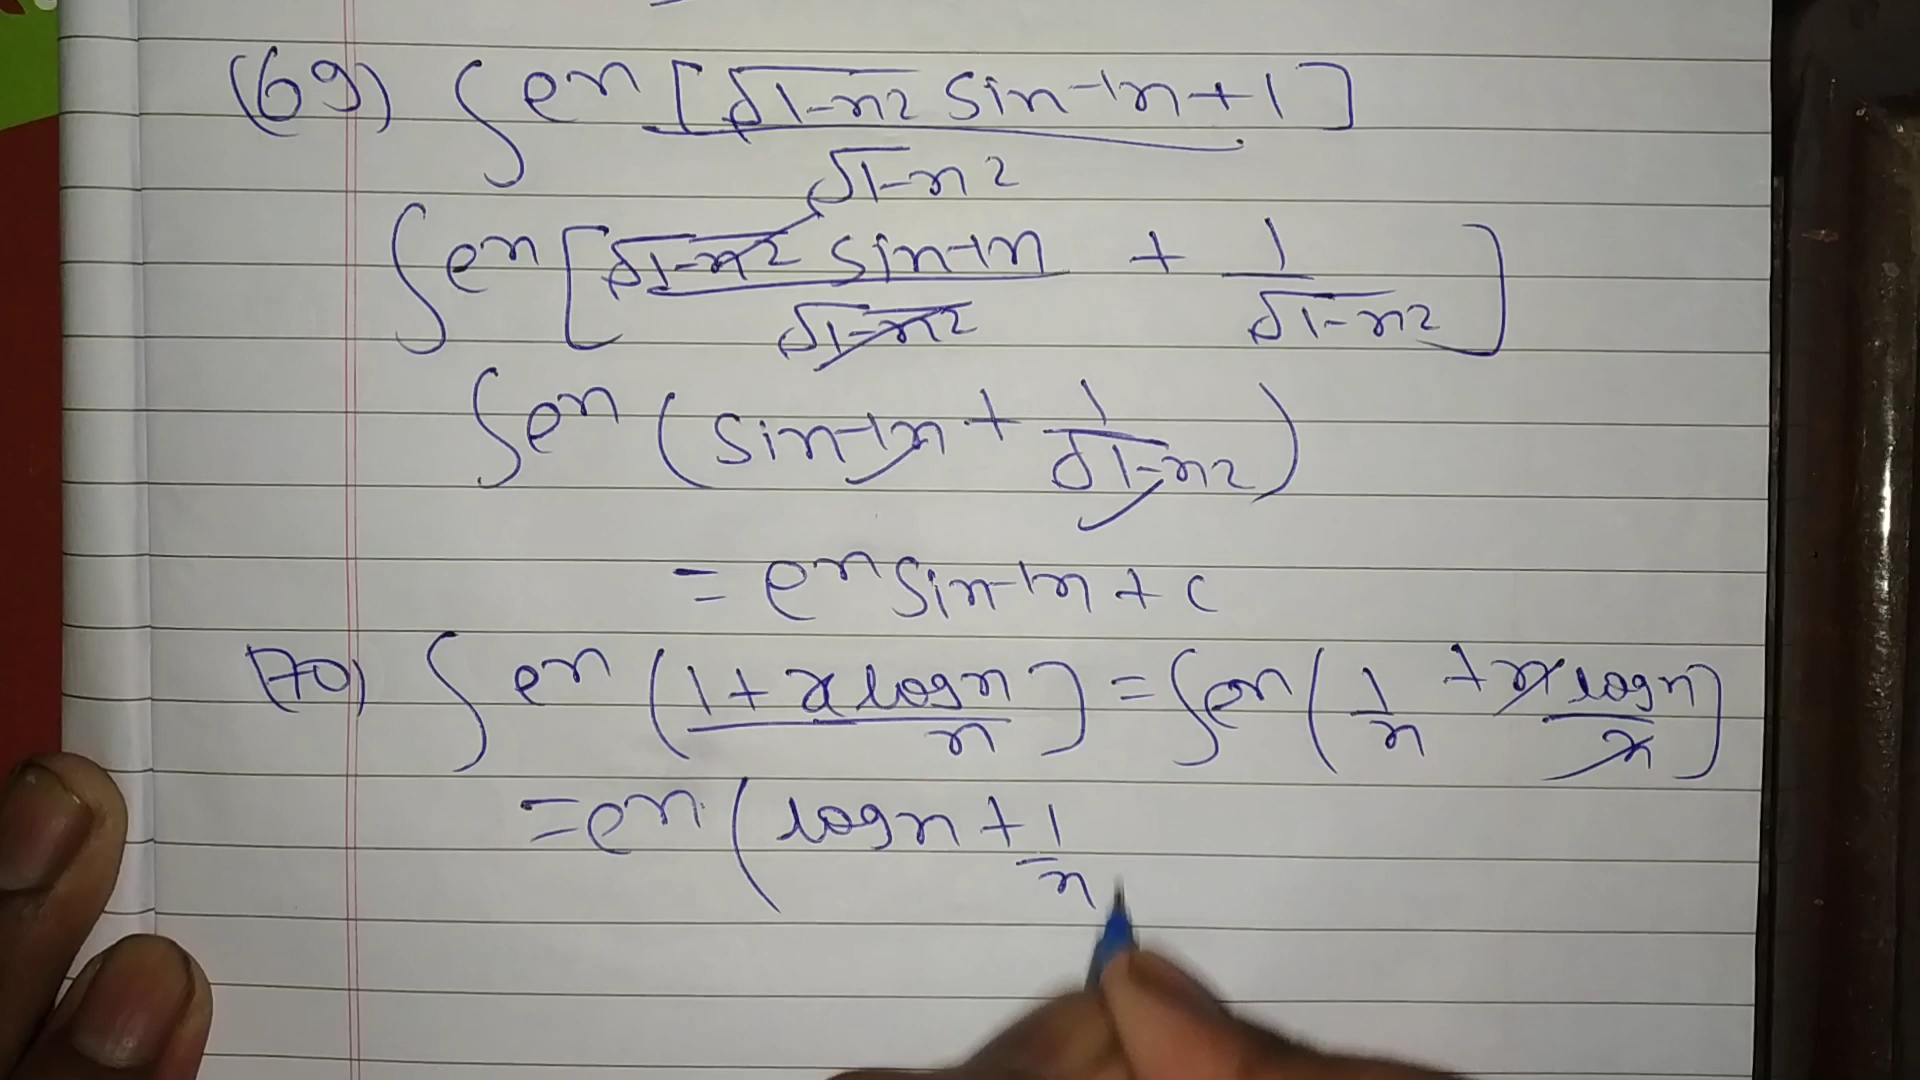 (69) ∫ eˣ [√1-x² sin⁻¹x + 1]
√1-x²
∫ eˣ [ √1-x² sin⁻¹x / √1-x² + 1 / √1-x² ]
∫ eˣ ( sin⁻¹x + 1 / √1-x² )
= eˣ sin⁻¹x + c
(70) ∫ eˣ ( 1 + x log x / x ) = ∫ eˣ ( 1 / x + x log x / x )
= eˣ ( log x + 1 / x